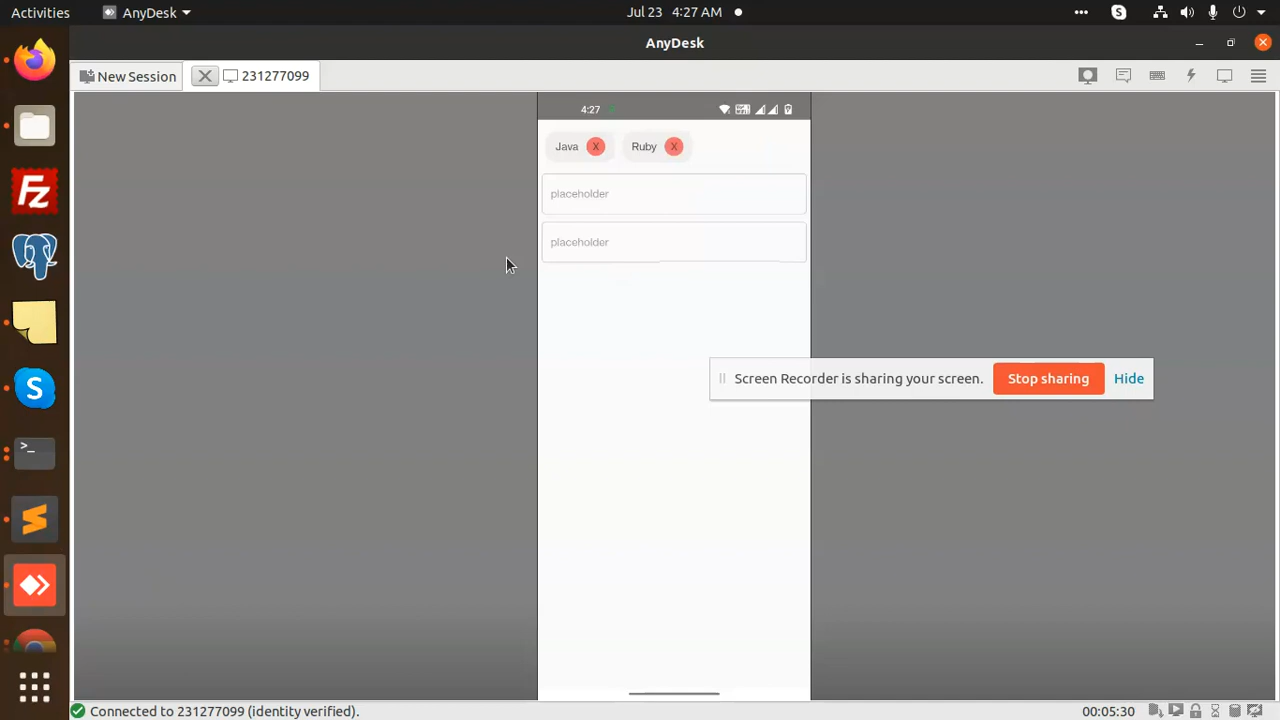 Activities
AnyDesk
Jul 23 4:27 AM
AnyDesk
New Session
231277099
4:27
Java X
Ruby X
placeholder
placeholder
Screen Recorder is sharing your screen.
Stop sharing
Hide
Connected to 231277099 (identity verified).
00:05:30